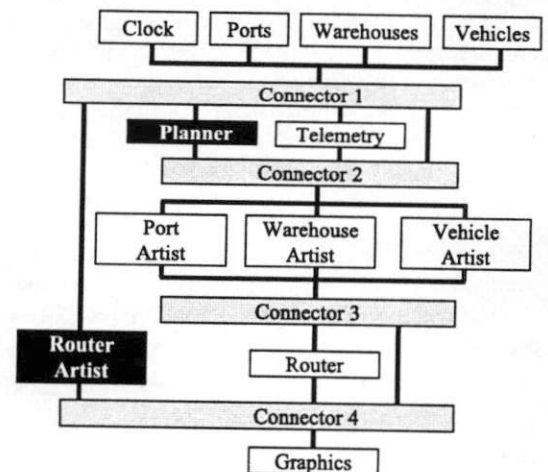 Clock Ports Warehouses Vehicles
Connector 1
Planner Telemetry
Connector 2
Port Warehouse Vehicle
Artist Artist Artist
Connector 3
Router
Artist
Router
Connector 4
Graphics